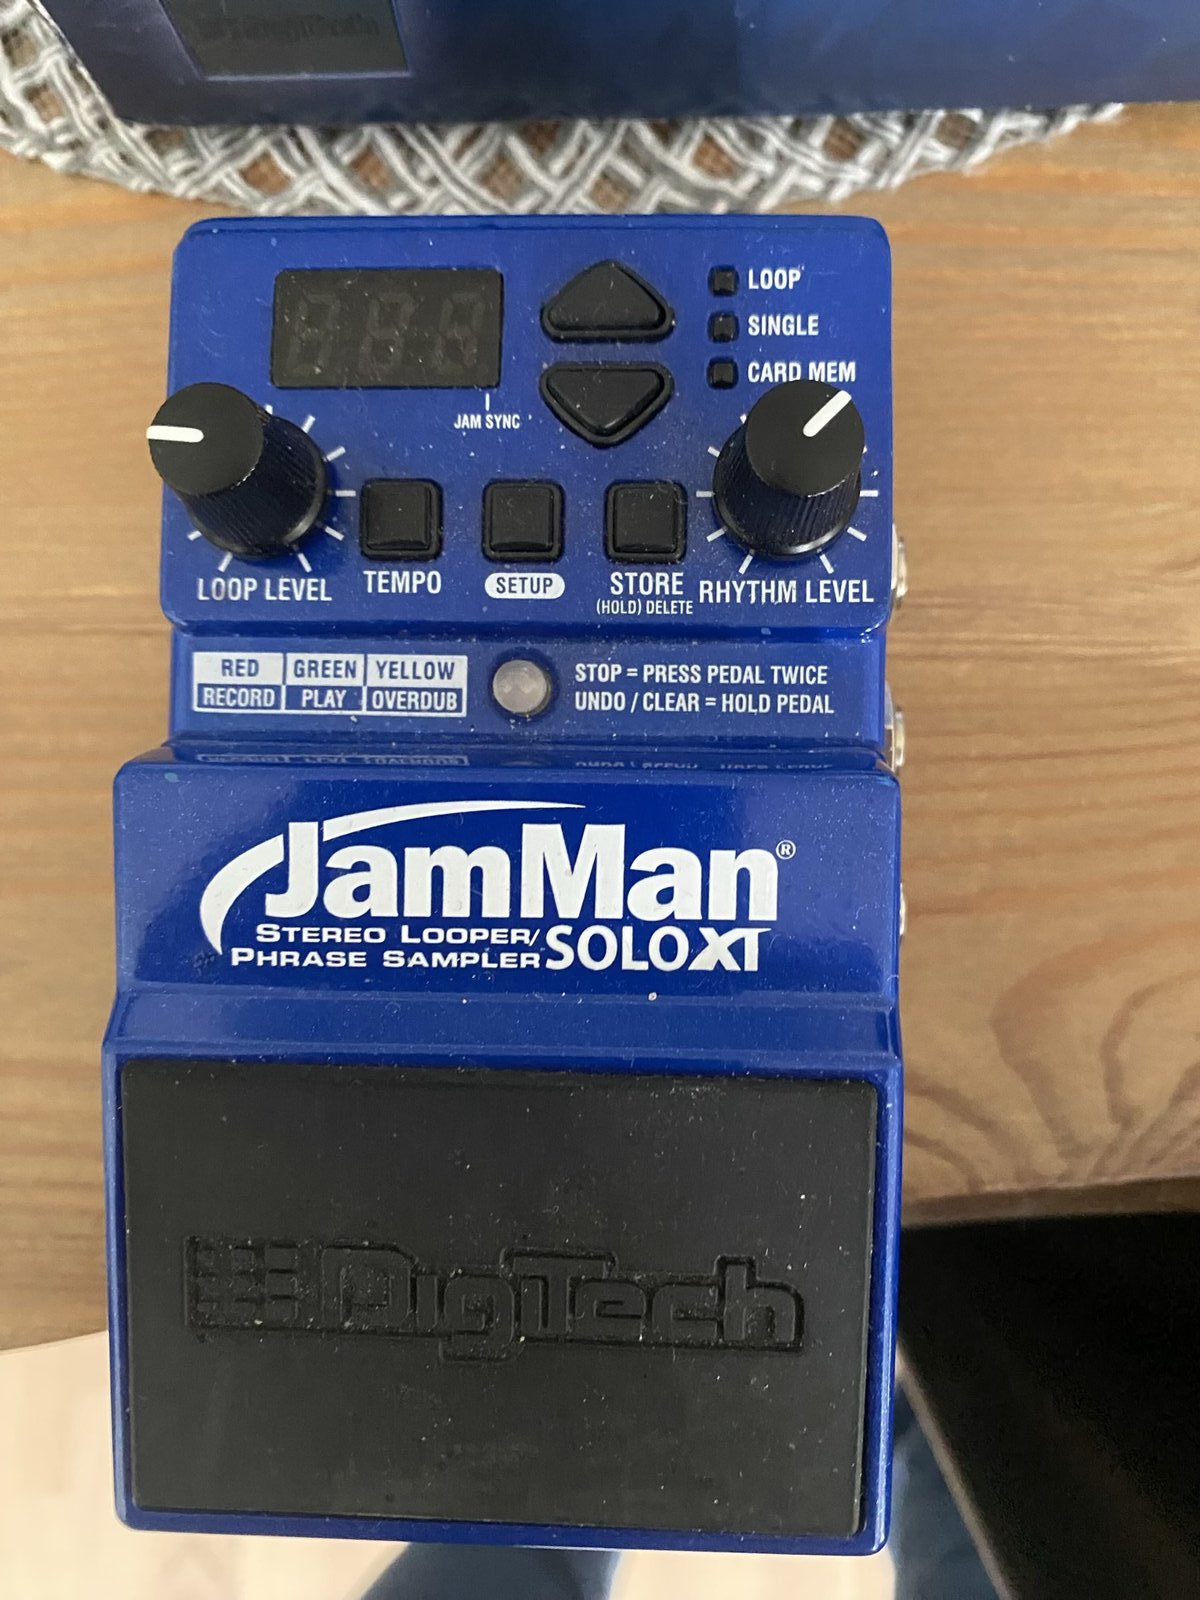 LOOP
SINGLE
CARD MEM
JAM SYNC
LOOP LEVEL
TEMPO
SETUP
STORE
(HOLD) DELETE
RHYTHM LEVEL
RED GREEN YELLOW
RECORD PLAY OVERDUB
STOP = PRESS PEDAL TWICE
UNDO / CLEAR = HOLD PEDAL
JamMan®
STEREO LOOPER/
PHRASE SAMPLER SOLO XT
DigiTech